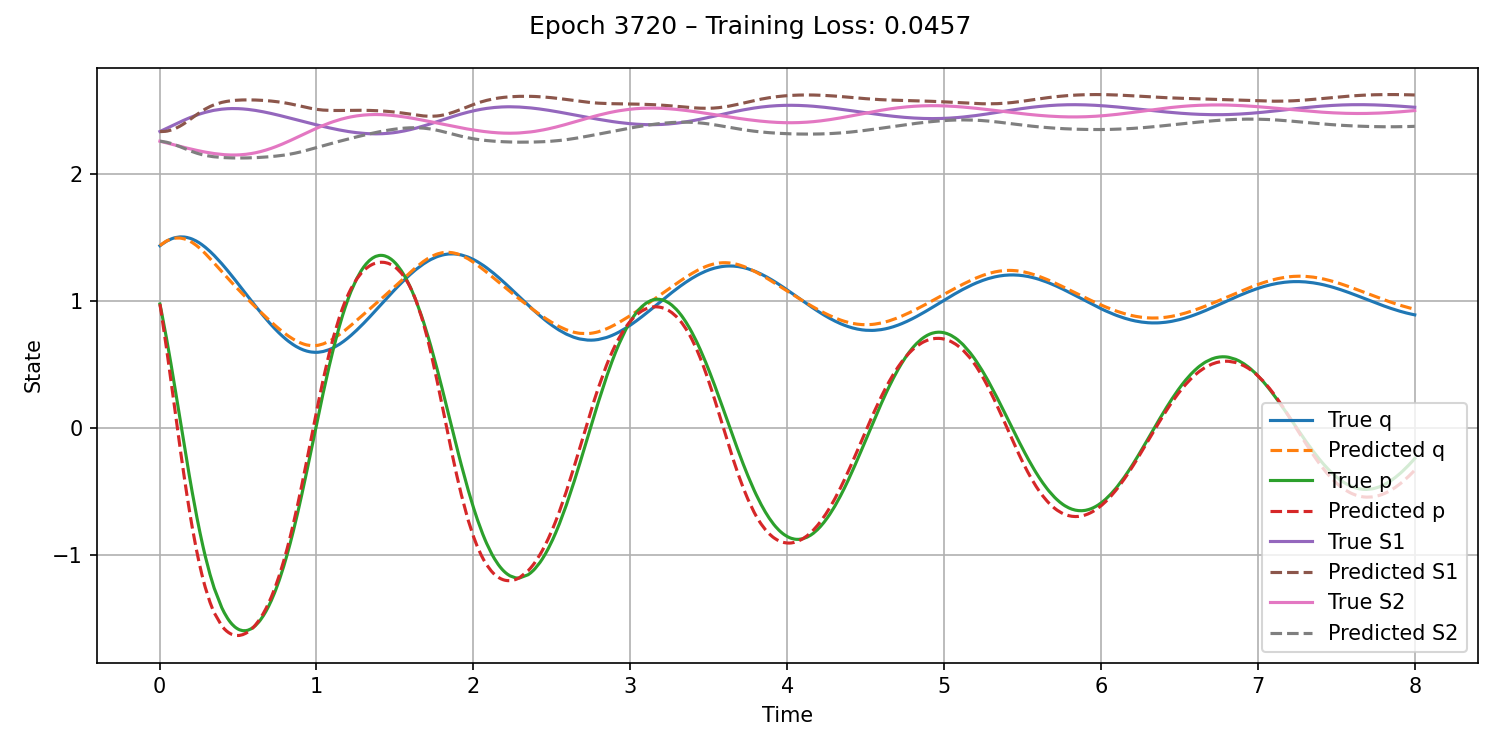 Epoch 3720 – Training Loss: 0.0457
State
2
1
0
−1
True q
Predicted q
True p
Predicted p
True S1
Predicted S1
True S2
Predicted S2
0 1 2 3 4 5 6 7 8
Time